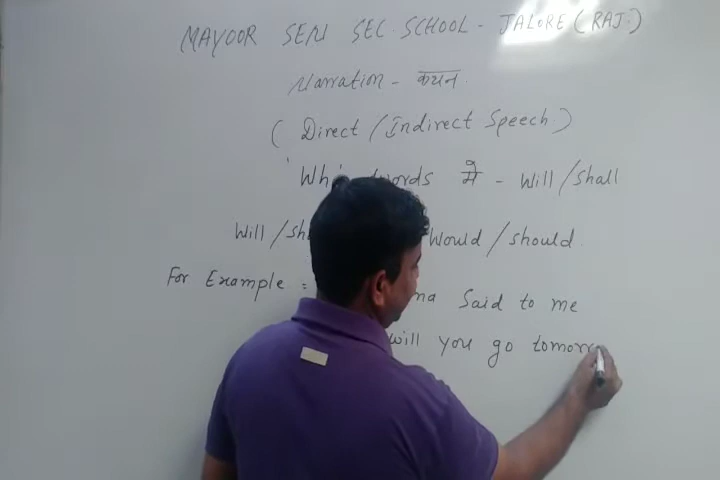 MAYOOR SEN SEC. SCHOOL - JALORE (RAJ.)
Narration - कथन
(Direct/Indirect Speech.)
'Wh' words में - Will/Shall
Will/Sh Would/should.
For Example = Said to me
will you go tomorr